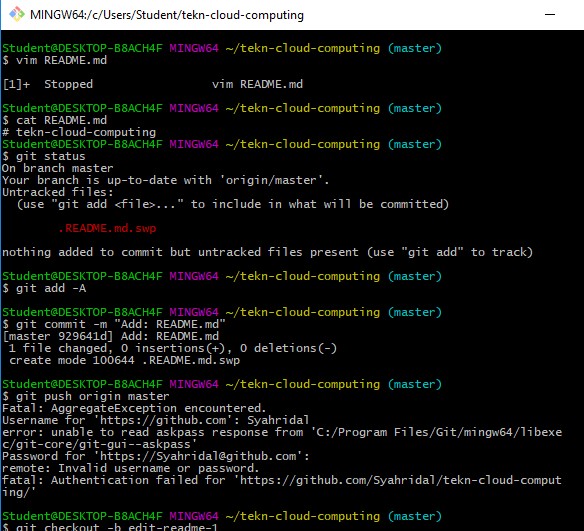 MINGW64:/c/Users/Student/tekn-cloud-computing
Student@DESKTOP-B8ACH4F MINGW64 ~/tekn-cloud-computing (master)
$ vim README.md
[1]+  Stopped                 vim README.md
Student@DESKTOP-B8ACH4F MINGW64 ~/tekn-cloud-computing (master)
$ cat README.md
# tekn-cloud-computing
Student@DESKTOP-B8ACH4F MINGW64 ~/tekn-cloud-computing (master)
$ git status
On branch master
Your branch is up-to-date with 'origin/master'.
Untracked files:
  (use "git add <file>..." to include in what will be committed)
        .README.md.swp
nothing added to commit but untracked files present (use "git add" to track)
Student@DESKTOP-B8ACH4F MINGW64 ~/tekn-cloud-computing (master)
$ git add -A
Student@DESKTOP-B8ACH4F MINGW64 ~/tekn-cloud-computing (master)
$ git commit -m "Add: README.md"
[master 929641d] Add: README.md
 1 file changed, 0 insertions(+), 0 deletions(-)
 create mode 100644 .README.md.swp
Student@DESKTOP-B8ACH4F MINGW64 ~/tekn-cloud-computing (master)
$ git push origin master
Fatal: AggregateException encountered.
Username for 'https://github.com': Syahridal
error: unable to read askpass response from 'C:/Program Files/Git/mingw64/libexe
c/git-core/git-gui--askpass'
Password for 'https://Syahridal@github.com':
remote: Invalid username or password.
fatal: Authentication failed for 'https://github.com/Syahridal/tekn-cloud-comput
ing/'
Student@DESKTOP-B8ACH4F MINGW64 ~/tekn-cloud-computing (master)
$ git checkout -b edit-readme-1